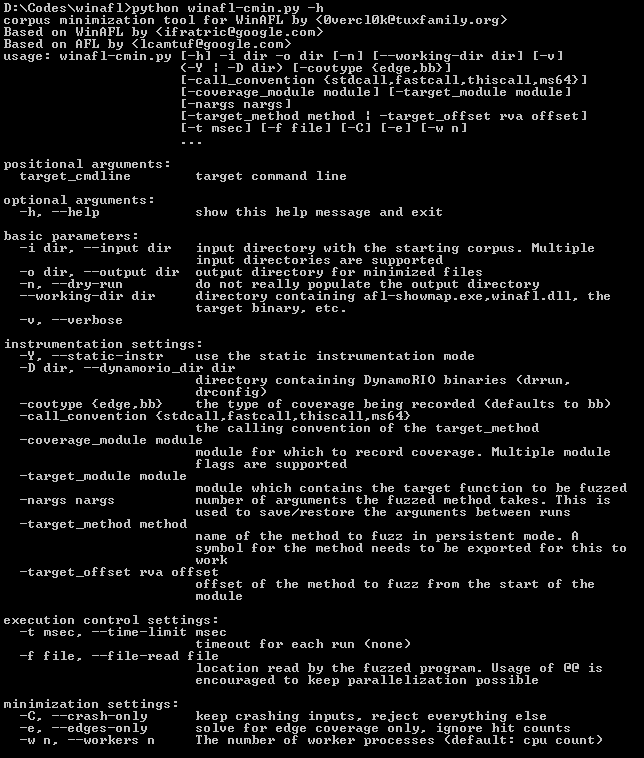 D:\Codes\winafl>python winafl-cmin.py -h
corpus minimization tool for WinAFL by <0vercl0k@tuxfamily.org>
Based on WinAFL by <ifratric@google.com>
Based on AFL by <lcamtuf@google.com>
usage: winafl-cmin.py [-h] -i dir -o dir [-n] [--working-dir dir] [-v]
(-Y | -D dir) [-covtype {edge,bb}]
[-call_convention {stdcall,fastcall,thiscall,ms64}]
[-coverage_module module] [-target_module module]
[-nargs nargs]
[-target_method method | -target_offset rva offset]
[-t msec] [-f file] [-C] [-e] [-w n]
...
positional arguments:
target_cmdline target command line
optional arguments:
-h, --help show this help message and exit
basic parameters:
-i dir, --input dir input directory with the starting corpus. Multiple
input directories are supported
-o dir, --output dir output directory for minimized files
-n, --dry-run do not really populate the output directory
--working-dir dir directory containing afl-showmap.exe,winafl.dll, the
target binary, etc.
-v, --verbose
instrumentation settings:
-Y, --static-instr use the static instrumentation mode
-D dir, --dynamorio_dir dir
directory containing DynamoRIO binaries (drrun,
drconfig)
-covtype {edge,bb} the type of coverage being recorded (defaults to bb)
-call_convention {stdcall,fastcall,thiscall,ms64}
the calling convention of the target_method
-coverage_module module
module for which to record coverage. Multiple module
flags are supported
-target_module module
module which contains the target function to be fuzzed
-nargs nargs number of arguments the fuzzed method takes. This is
used to save/restore the arguments between runs
-target_method method
name of the method to fuzz in persistent mode. A
symbol for the method needs to be exported for this to
work
-target_offset rva offset
offset of the method to fuzz from the start of the
module
execution control settings:
-t msec, --time-limit msec
timeout for each run (none)
-f file, --file-read file
location read by the fuzzed program. Usage of @@ is
encouraged to keep parallelization possible
minimization settings:
-C, --crash-only keep crashing inputs, reject everything else
-e, --edges-only solve for edge coverage only, ignore hit counts
-w n, --workers n The number of worker processes (default: cpu count)